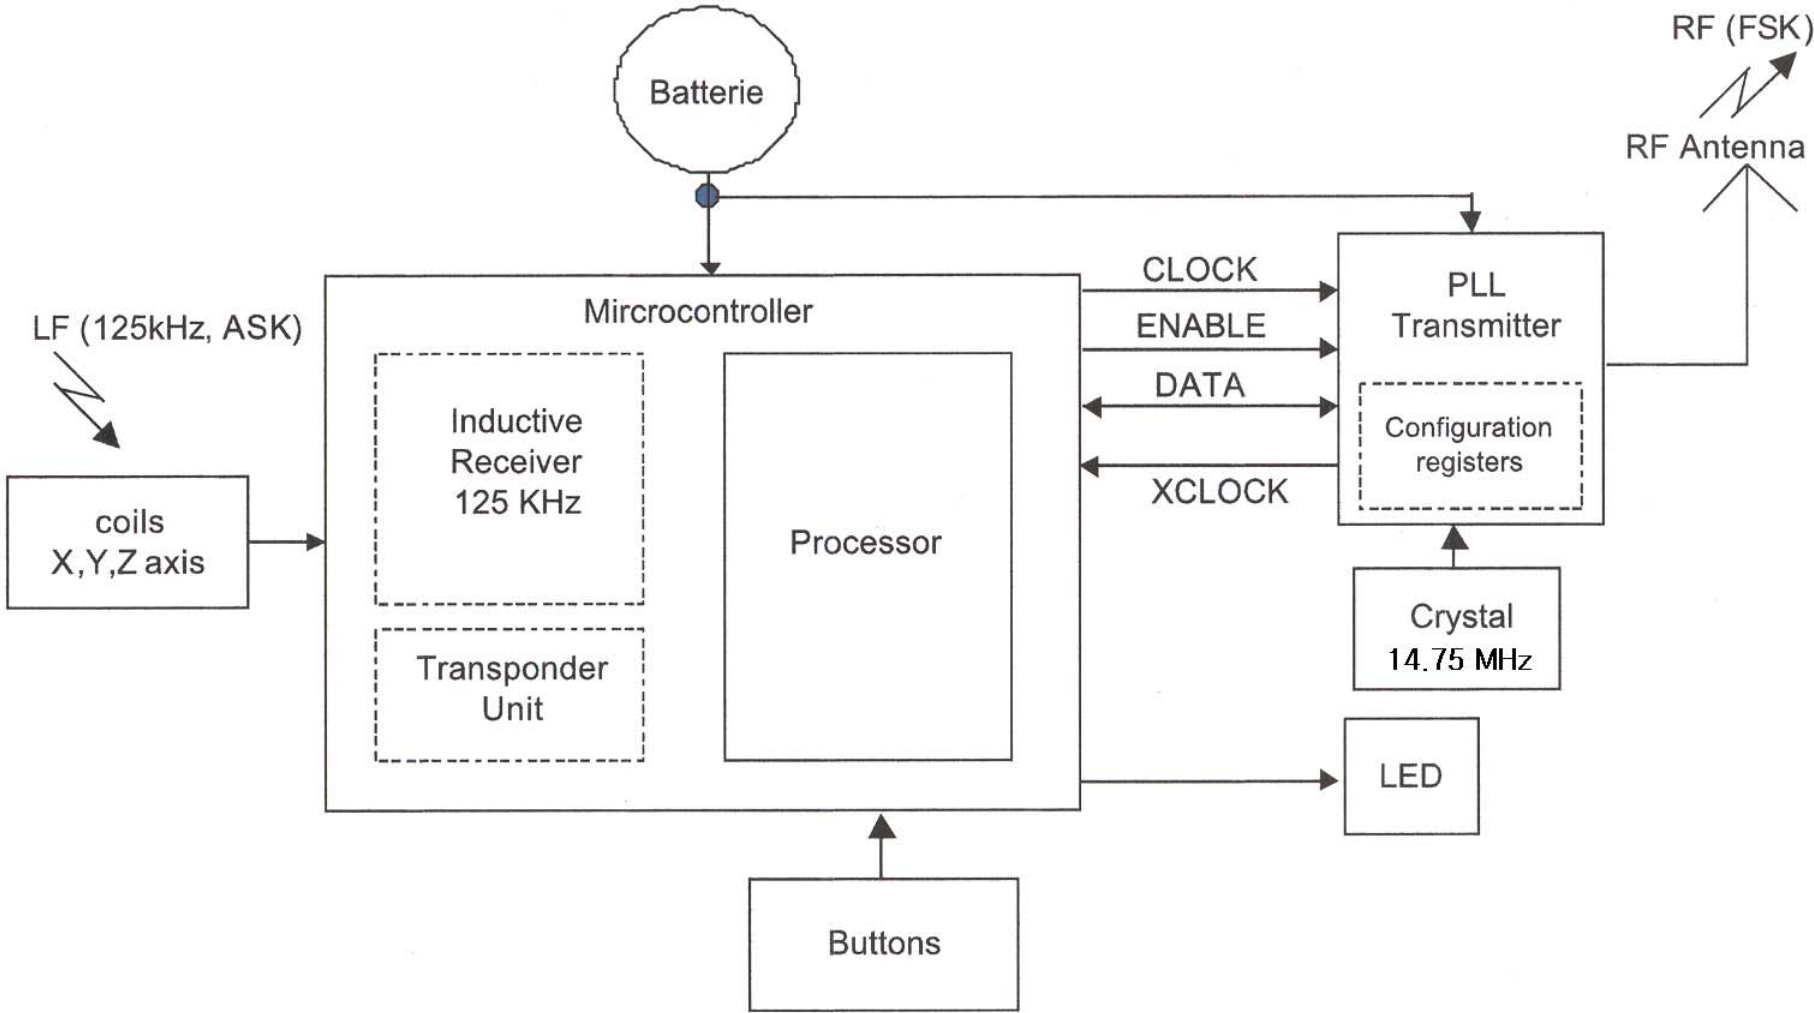 RF (FSK)
RF Antenna
Batterie
LF (125kHz, ASK)
coils
X,Y,Z axis
Mircrocontroller
Inductive
Receiver
125 KHz
Transponder
Unit
Processor
CLOCK
ENABLE
DATA
XCLOCK
PLL
Transmitter
Configuration
registers
Crystal
14.75 MHz
LED
Buttons